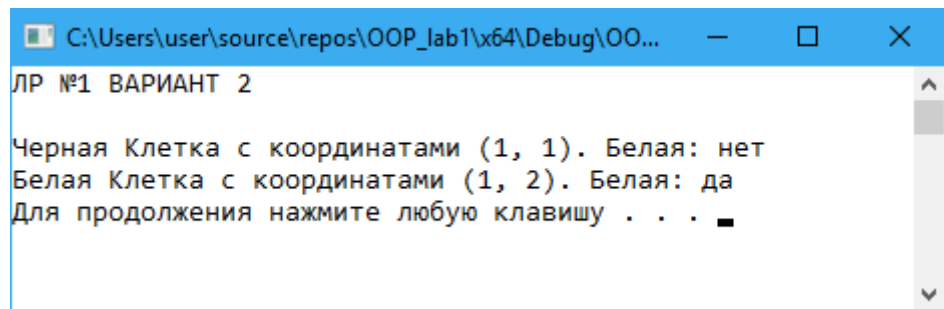 C:\Users\user\source\repos\OOP_lab1\x64\Debug\OO...
ЛР №1 ВАРИАНТ 2
Черная Клетка с координатами (1, 1). Белая: нет
Белая Клетка с координатами (1, 2). Белая: да
Для продолжения нажмите любую клавишу . . .